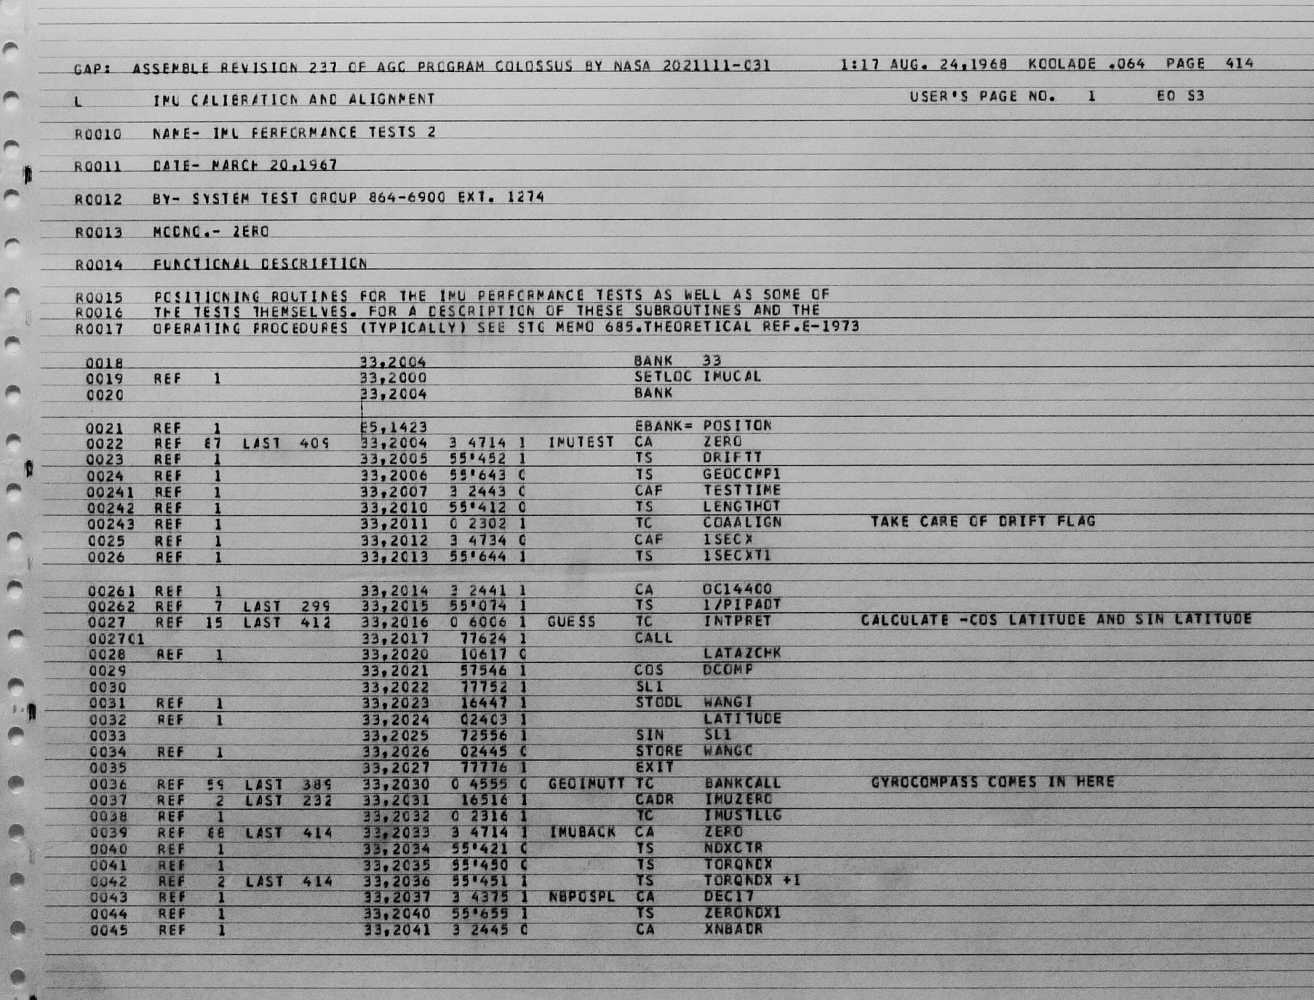 GAP: ASSEMBLE REVISION 237 OF AGC PROGRAM COLOSSUS BY NASA 2021111-031 1:17 AUG. 24,1968 KOOLADE .064 PAGE 414
L IMU CALIBRATION AND ALIGNMENT USER'S PAGE NO. 1 E0 S3
R0010 NAME- IMU PERFORMANCE TESTS 2
R0011 DATE- MARCH 20,1967
R0012 BY- SYSTEM TEST GROUP 864-6900 EXT. 1274
R0013 MODNO.- ZERO
R0014 FUNCTIONAL DESCRIPTION
R0015 POSITIONING ROUTINES FOR THE IMU PERFORMANCE TESTS AS WELL AS SOME OF
R0016 THE TESTS THEMSELVES. FOR A DESCRIPTION OF THESE SUBROUTINES AND THE
R0017 OPERATING PROCEDURES (TYPICALLY) SEE STG MEMO 685.THEORETICAL REF.E-1973
0018 33,2004 BANK 33
0019 REF 1 33,2000 SETLOC IMUCAL
0020 33,2004 BANK
0021 REF 1 E5,1423 EBANK= POSITON
0022 REF 67 LAST 409 33,2004 3 4714 1 IMUTEST CA ZERO
0023 REF 1 33,2005 55'452 1 TS DRIFTT
0024 REF 1 33,2006 55'643 0 TS GEOCOMP1
00241 REF 1 33,2007 3 2443 0 CAF TESTTIME
00242 REF 1 33,2010 55'412 0 TS LENGTHOT
00243 REF 1 33,2011 0 2302 1 TC COAALIGN TAKE CARE OF DRIFT FLAG
0025 REF 1 33,2012 3 4734 0 CAF 1SECX
0026 REF 1 33,2013 55'644 1 TS 1SECXT1
00261 REF 1 33,2014 3 2441 1 CA OC14400
00262 REF 7 LAST 299 33,2015 55'074 1 TS 1/PIPADT
0027 REF 15 LAST 412 33,2016 0 6006 1 GUESS TC INTPRET CALCULATE -COS LATITUDE AND SIN LATITUDE
002701 33,2017 77624 1 CALL
0028 REF 1 33,2020 10617 0 LATAZCHK
0029 33,2021 57546 1 COS DCOMP
0030 33,2022 77752 1 SL1
0031 REF 1 33,2023 16447 1 STODL WANGI
0032 REF 1 33,2024 02403 1 LATITUDE
0033 33,2025 72556 1 SIN SL1
0034 REF 1 33,2026 02445 0 STORE WANGO
0035 33,2027 77776 1 EXIT
0036 REF 59 LAST 389 33,2030 0 4555 0 GEOIMUTT TC BANKCALL GYROCOMPASS COMES IN HERE
0037 REF 2 LAST 232 33,2031 16516 1 CADR IMUZERO
0038 REF 1 33,2032 0 2316 1 TC IMUSTLLG
0039 REF 68 LAST 414 33,2033 3 4714 1 IMUBACK CA ZERO
0040 REF 1 33,2034 55'421 0 TS NDXCTR
0041 REF 1 33,2035 55'450 0 TS TORQNDX
0042 REF 2 LAST 414 33,2036 55'451 1 TS TORQNDX +1
0043 REF 1 33,2037 3 4375 1 NBPOSPL CA DEC17
0044 REF 1 33,2040 55'655 1 TS ZERONDX1
0045 REF 1 33,2041 3 2445 0 CA XNBADR